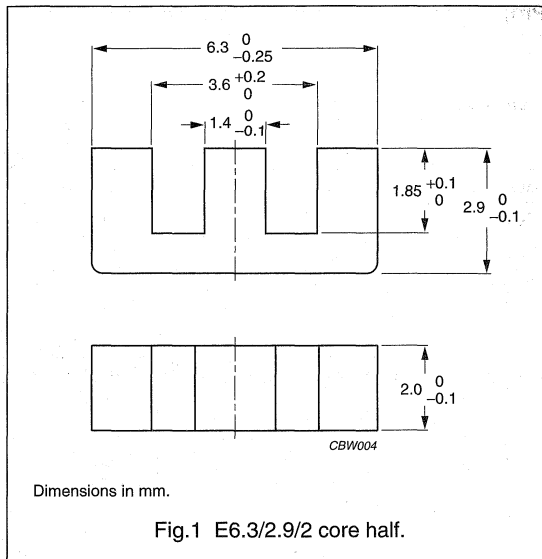 6.3 0 −0.25
3.6 +0.2 0
1.4 0 −0.1
1.85 +0.1 0
2.9 0 −0.1
2.0 0 −0.1
CBW004
Dimensions in mm.
Fig.1 E6.3/2.9/2 core half.